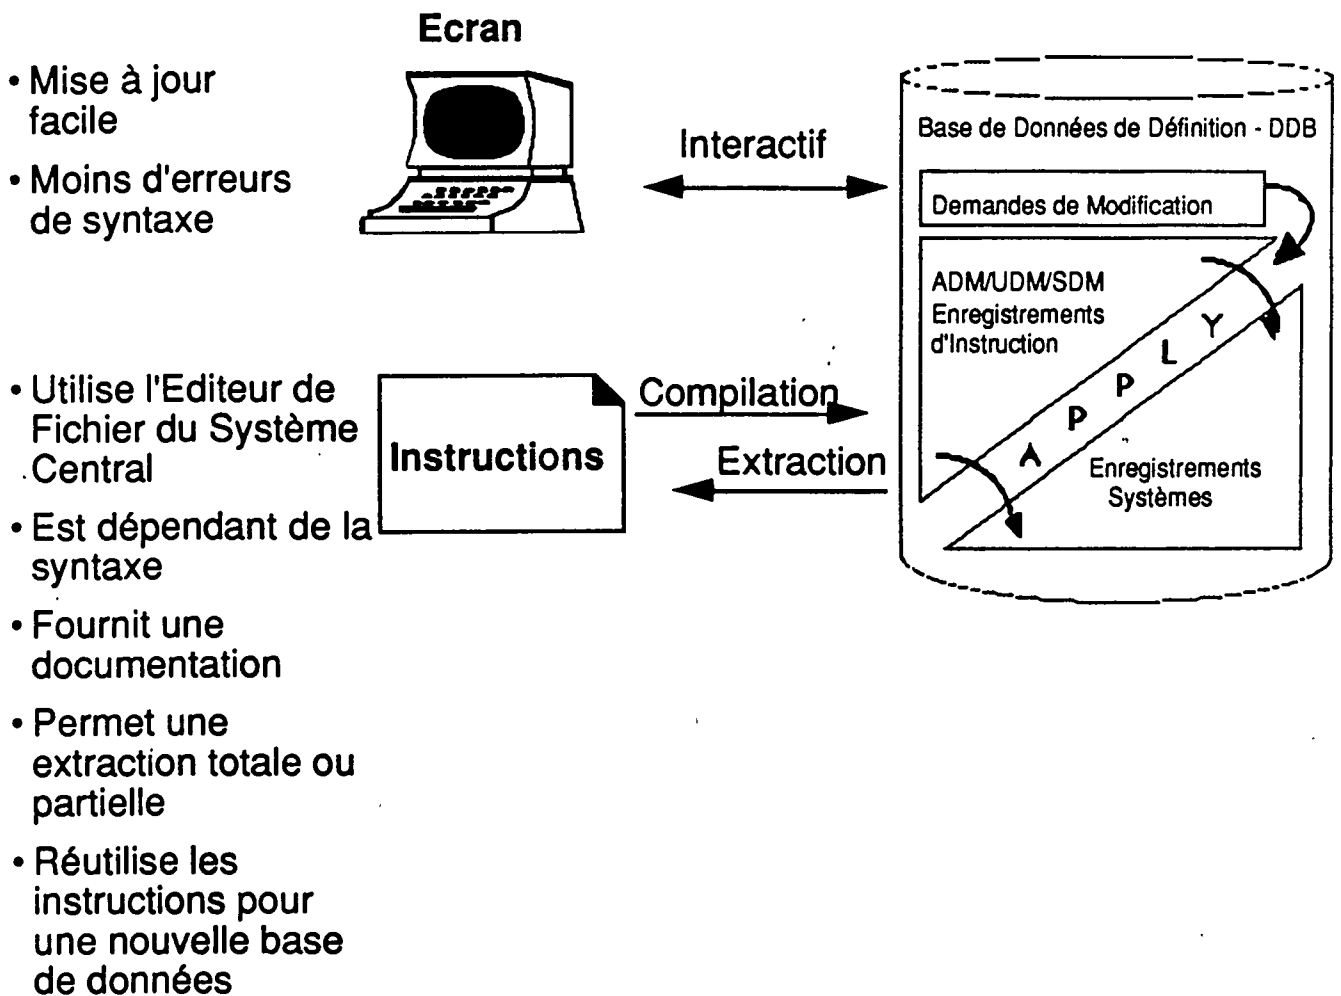 Ecran
• Mise à jour
facile
• Moins d'erreurs
de syntaxe
Interactif
Base de Données de Définition - DDB
Demandes de Modification
ADM/UDM/SDM
Enregistrements
d'Instruction
A P P L Y
Enregistrements
Systèmes
• Utilise l'Editeur de
Fichier du Système
Central
• Est dépendant de la
syntaxe
• Fournit une
documentation
• Permet une
extraction totale ou
partielle
• Réutilise les
instructions pour
une nouvelle base
de données
Instructions
Compilation
Extraction